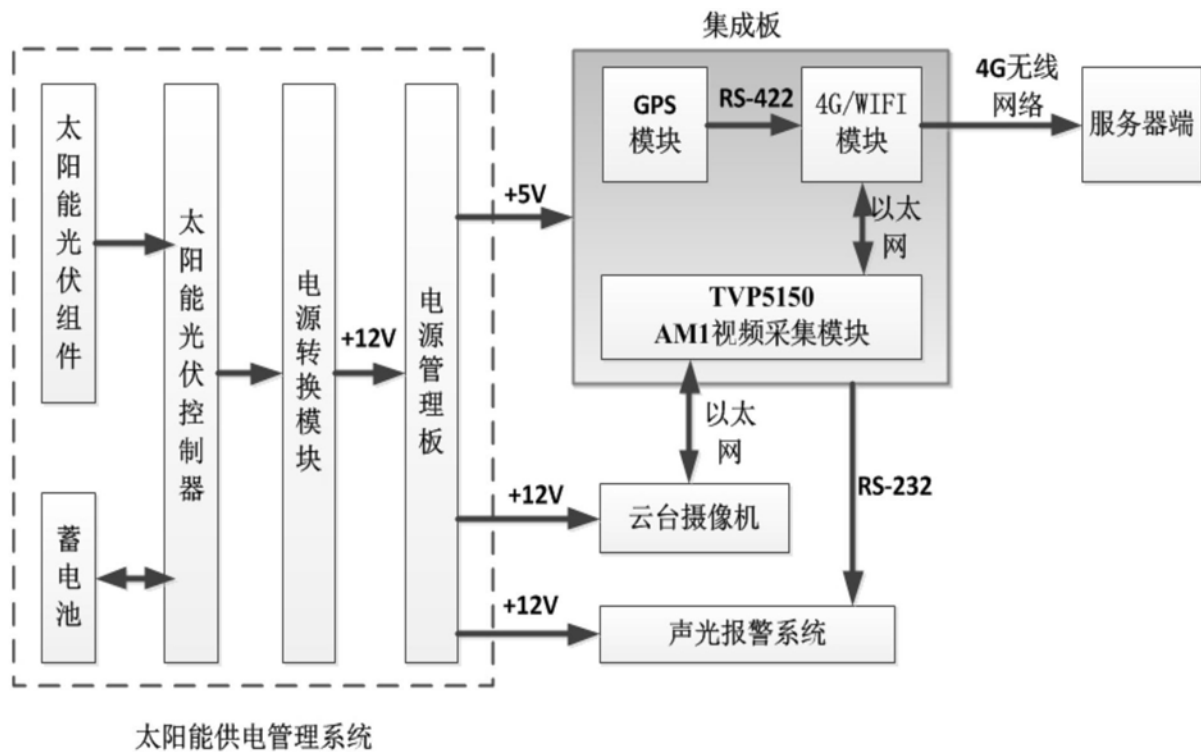 集成板
太阳能光伏组件
蓄电池
太阳能光伏控制器
电源转换模块
+12V
电源管理板
+5V
GPS
模块
RS-422
4G/WIFI
模块
4G无线
网络
服务器端
以太
网
TVP5150
AM1视频采集模块
以太
网
RS-232
+12V
云台摄像机
+12V
声光报警系统
太阳能供电管理系统